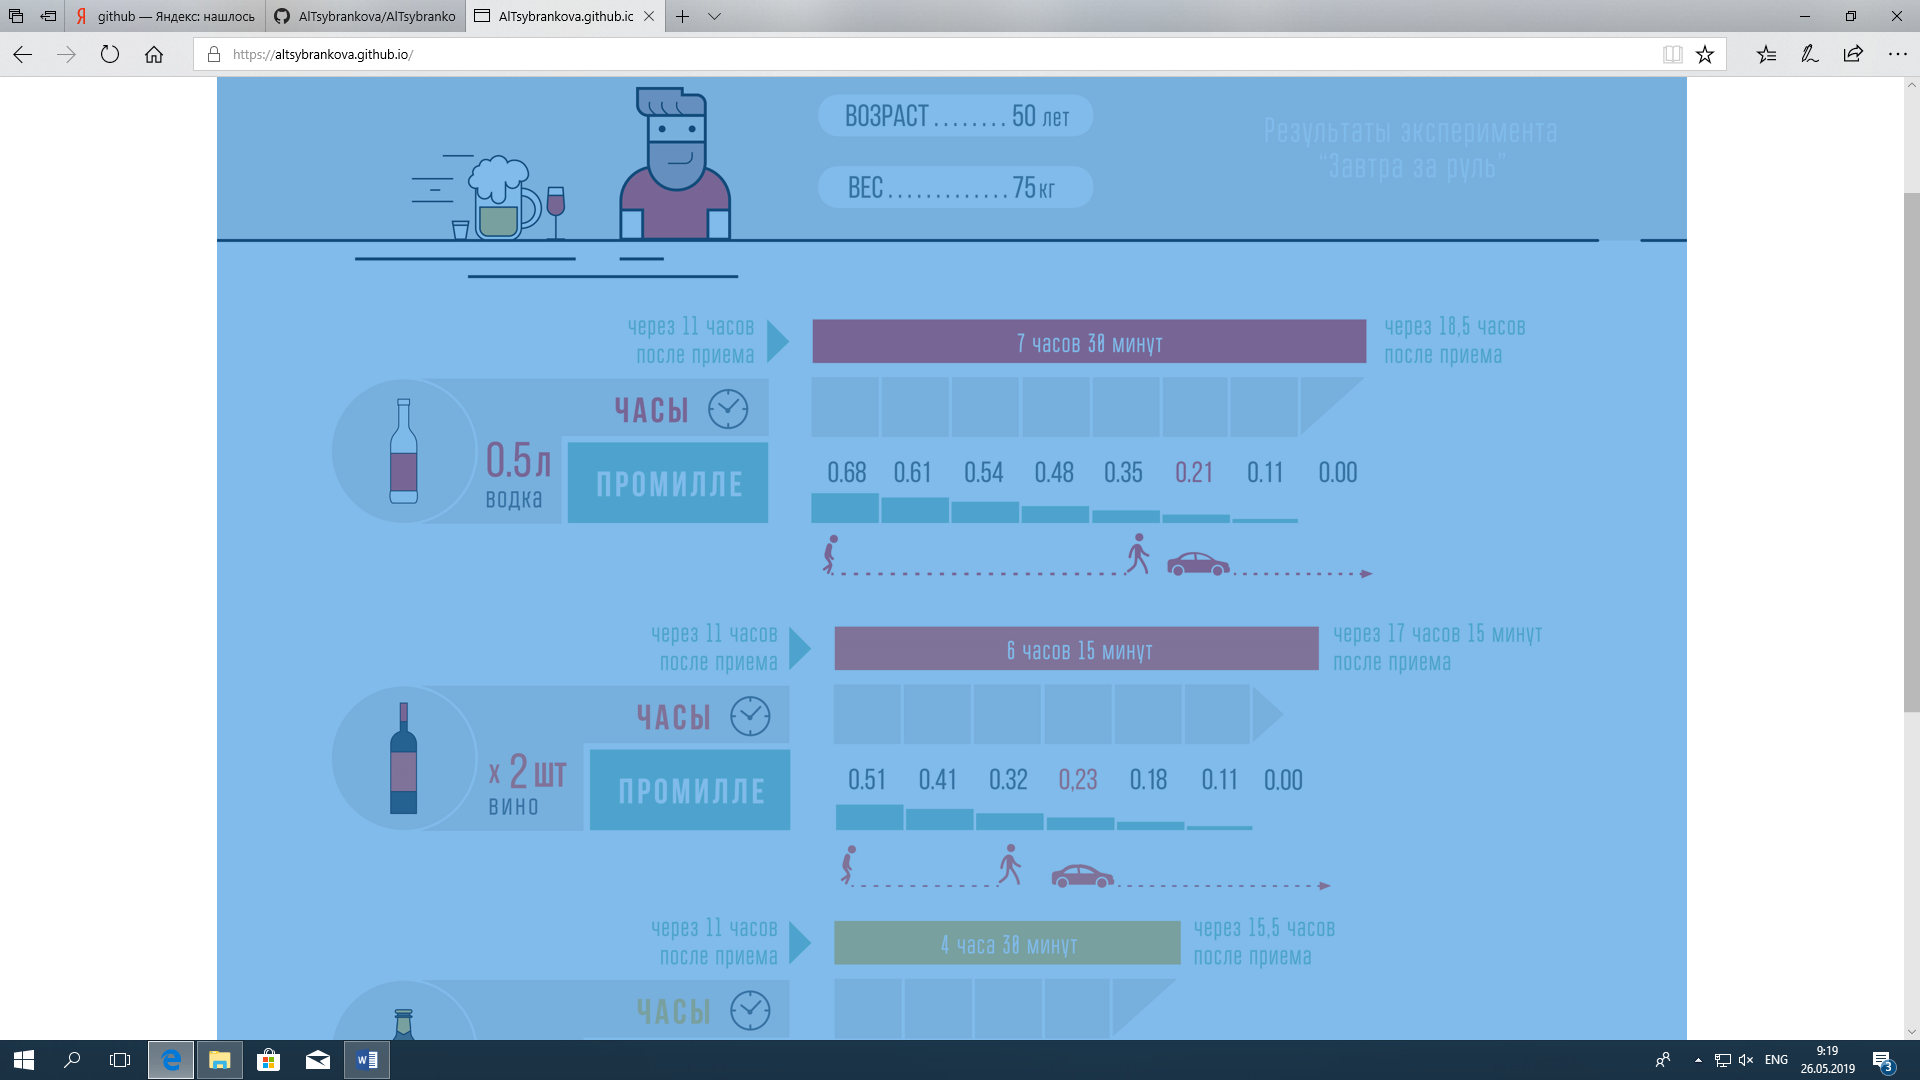 github — Яндекс: нашлось
AlTsybrankova/AlTsybranko
AlTsybrankova.github.ic
https://altsybrankova.github.io/
ВОЗРАСТ ........ 50 лет
ВЕС ............. 75 кг
Результаты эксперимента
“Завтра за руль”
через 11 часов
после приема
7 часов 30 минут
через 18,5 часов
после приема
ЧАСЫ
0.5 л
водка
ПРОМИЛЛЕ
0.68 0.61 0.54 0.48 0.35 0.21 0.11 0.00
через 11 часов
после приема
6 часов 15 минут
через 17 часов 15 минут
после приема
ЧАСЫ
х 2 шт
вино
ПРОМИЛЛЕ
0.51 0.41 0.32 0,23 0.18 0.11 0.00
через 11 часов
после приема
4 часа 30 минут
через 15,5 часов
после приема
ЧАСЫ
ENG
9:19
26.05.2019
3